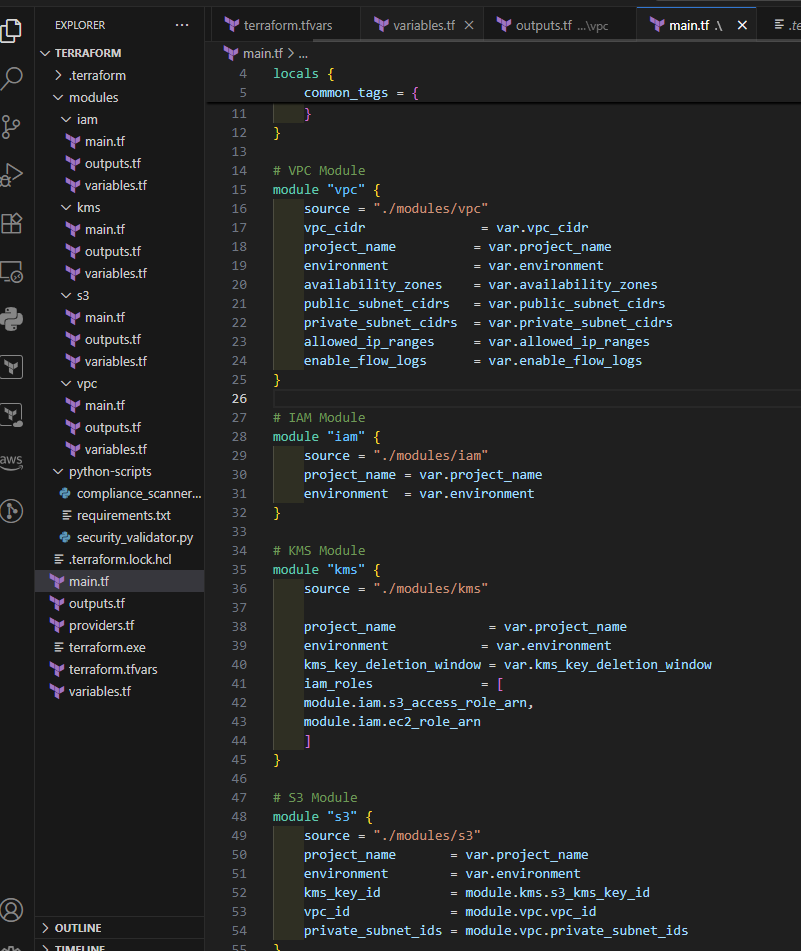 EXPLORER
TERRAFORM
.terraform
modules
iam
main.tf
outputs.tf
variables.tf
kms
main.tf
outputs.tf
variables.tf
s3
main.tf
outputs.tf
variables.tf
vpc
main.tf
outputs.tf
variables.tf
python-scripts
compliance_scanner...
requirements.txt
security_validator.py
.terraform.lock.hcl
main.tf
outputs.tf
providers.tf
terraform.exe
terraform.tfvars
variables.tf
OUTLINE
TIMELINE
aws
terraform.tfvars variables.tf outputs.tf ...\vpc main.tf .\ .te
main.tf > ...
4 locals {
5 common_tags = {
11 }
12 }
13
14 # VPC Module
15 module "vpc" {
16 source = "./modules/vpc"
17 vpc_cidr = var.vpc_cidr
18 project_name = var.project_name
19 environment = var.environment
20 availability_zones = var.availability_zones
21 public_subnet_cidrs = var.public_subnet_cidrs
22 private_subnet_cidrs = var.private_subnet_cidrs
23 allowed_ip_ranges = var.allowed_ip_ranges
24 enable_flow_logs = var.enable_flow_logs
25 }
26
27 # IAM Module
28 module "iam" {
29 source = "./modules/iam"
30 project_name = var.project_name
31 environment = var.environment
32 }
33
34 # KMS Module
35 module "kms" {
36 source = "./modules/kms"
37
38 project_name = var.project_name
39 environment = var.environment
40 kms_key_deletion_window = var.kms_key_deletion_window
41 iam_roles = [
42 module.iam.s3_access_role_arn,
43 module.iam.ec2_role_arn
44 ]
45 }
46
47 # S3 Module
48 module "s3" {
49 source = "./modules/s3"
50 project_name = var.project_name
51 environment = var.environment
52 kms_key_id = module.kms.s3_kms_key_id
53 vpc_id = module.vpc.vpc_id
54 private_subnet_ids = module.vpc.private_subnet_ids
55 }